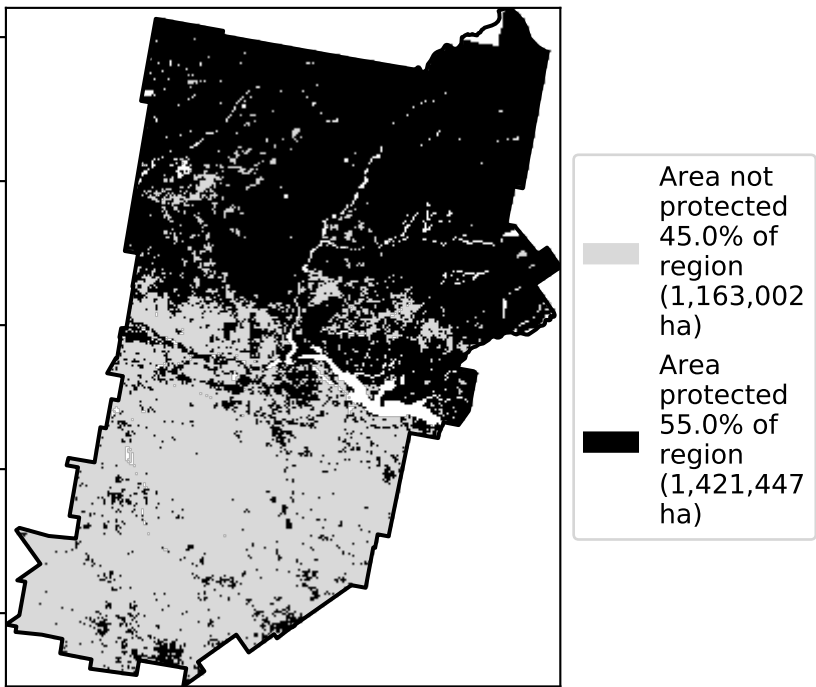 Area not
protected
45.0% of
region
(1,163,002
ha)
Area
protected
55.0% of
region
(1,421,447
ha)